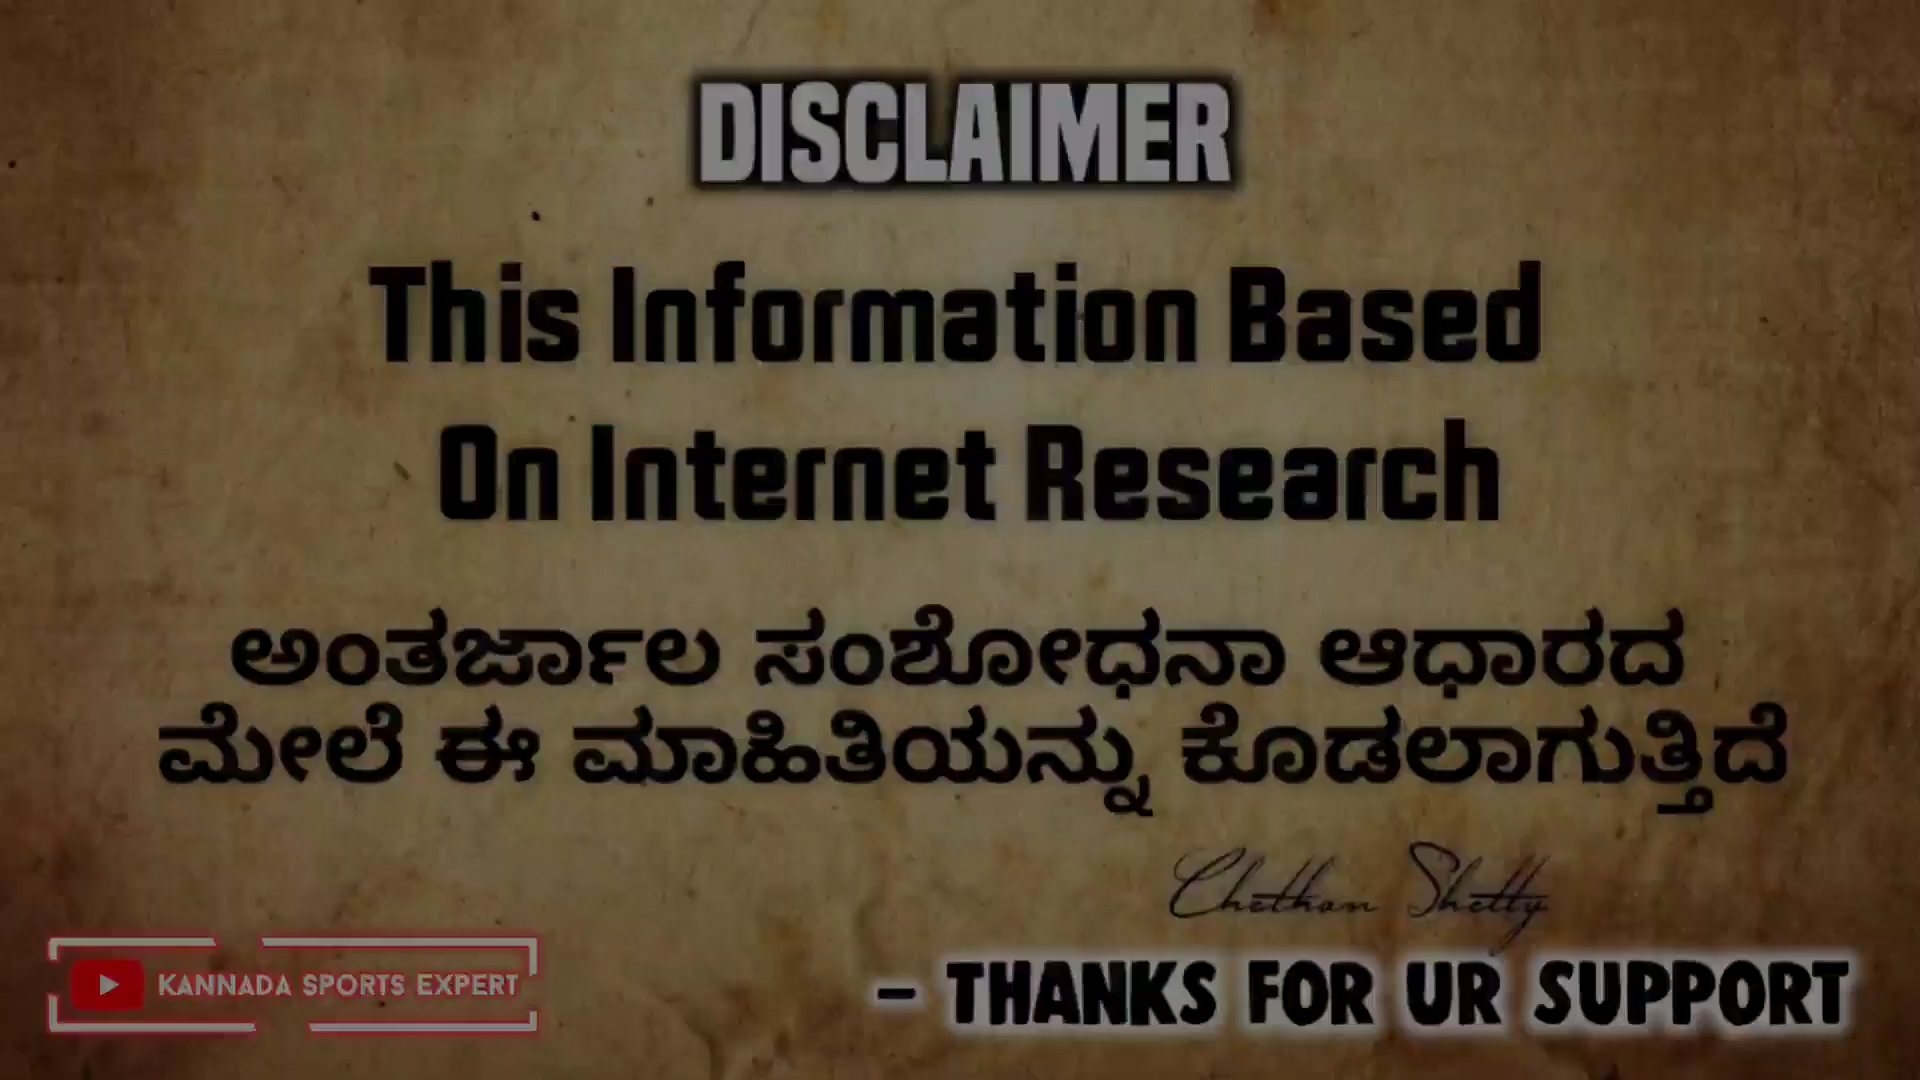 DISCLAIMER
This Information Based
On Internet Research
ಅಂತರ್ಜಾಲ ಸಂಶೋಧನಾ ಆಧಾರದ
ಮೇಲೆ ಈ ಮಾಹಿತಿಯನ್ನು ಕೊಡಲಾಗುತ್ತಿದೆ
Chethan Shetty
KANNADA SPORTS EXPERT
- THANKS FOR UR SUPPORT